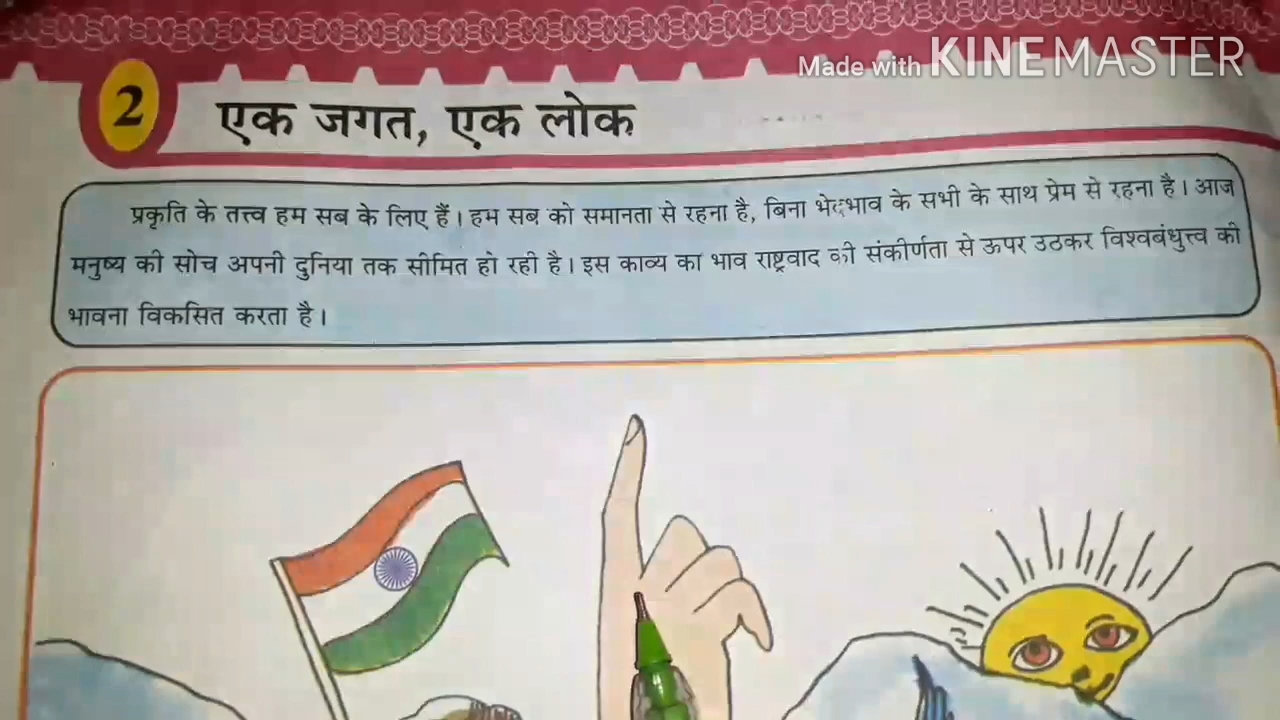 Made with KINEMASTER
2 एक जगत, एक लोक
प्रकृति के तत्त्व हम सब के लिए हैं। हम सब को समानता से रहना है, बिना भेदभाव के सभी के साथ प्रेम से रहना है। आज
मनुष्य की सोच अपनी दुनिया तक सीमित हो रही है। इस काव्य का भाव राष्ट्रवाद की संकीर्णता से ऊपर उठकर विश्वबंधुत्त्व की
भावना विकसित करता है।